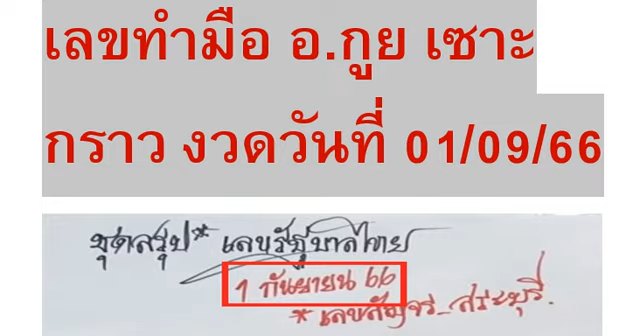 เลขทำมือ อ.กูย เซาะ
กราว งวดวันที่ 01/09/66
ชุดสรุป* เลขรัฐบาลไทย
1 กันยายน 66
* เลขสัญจร - สระบุรี.